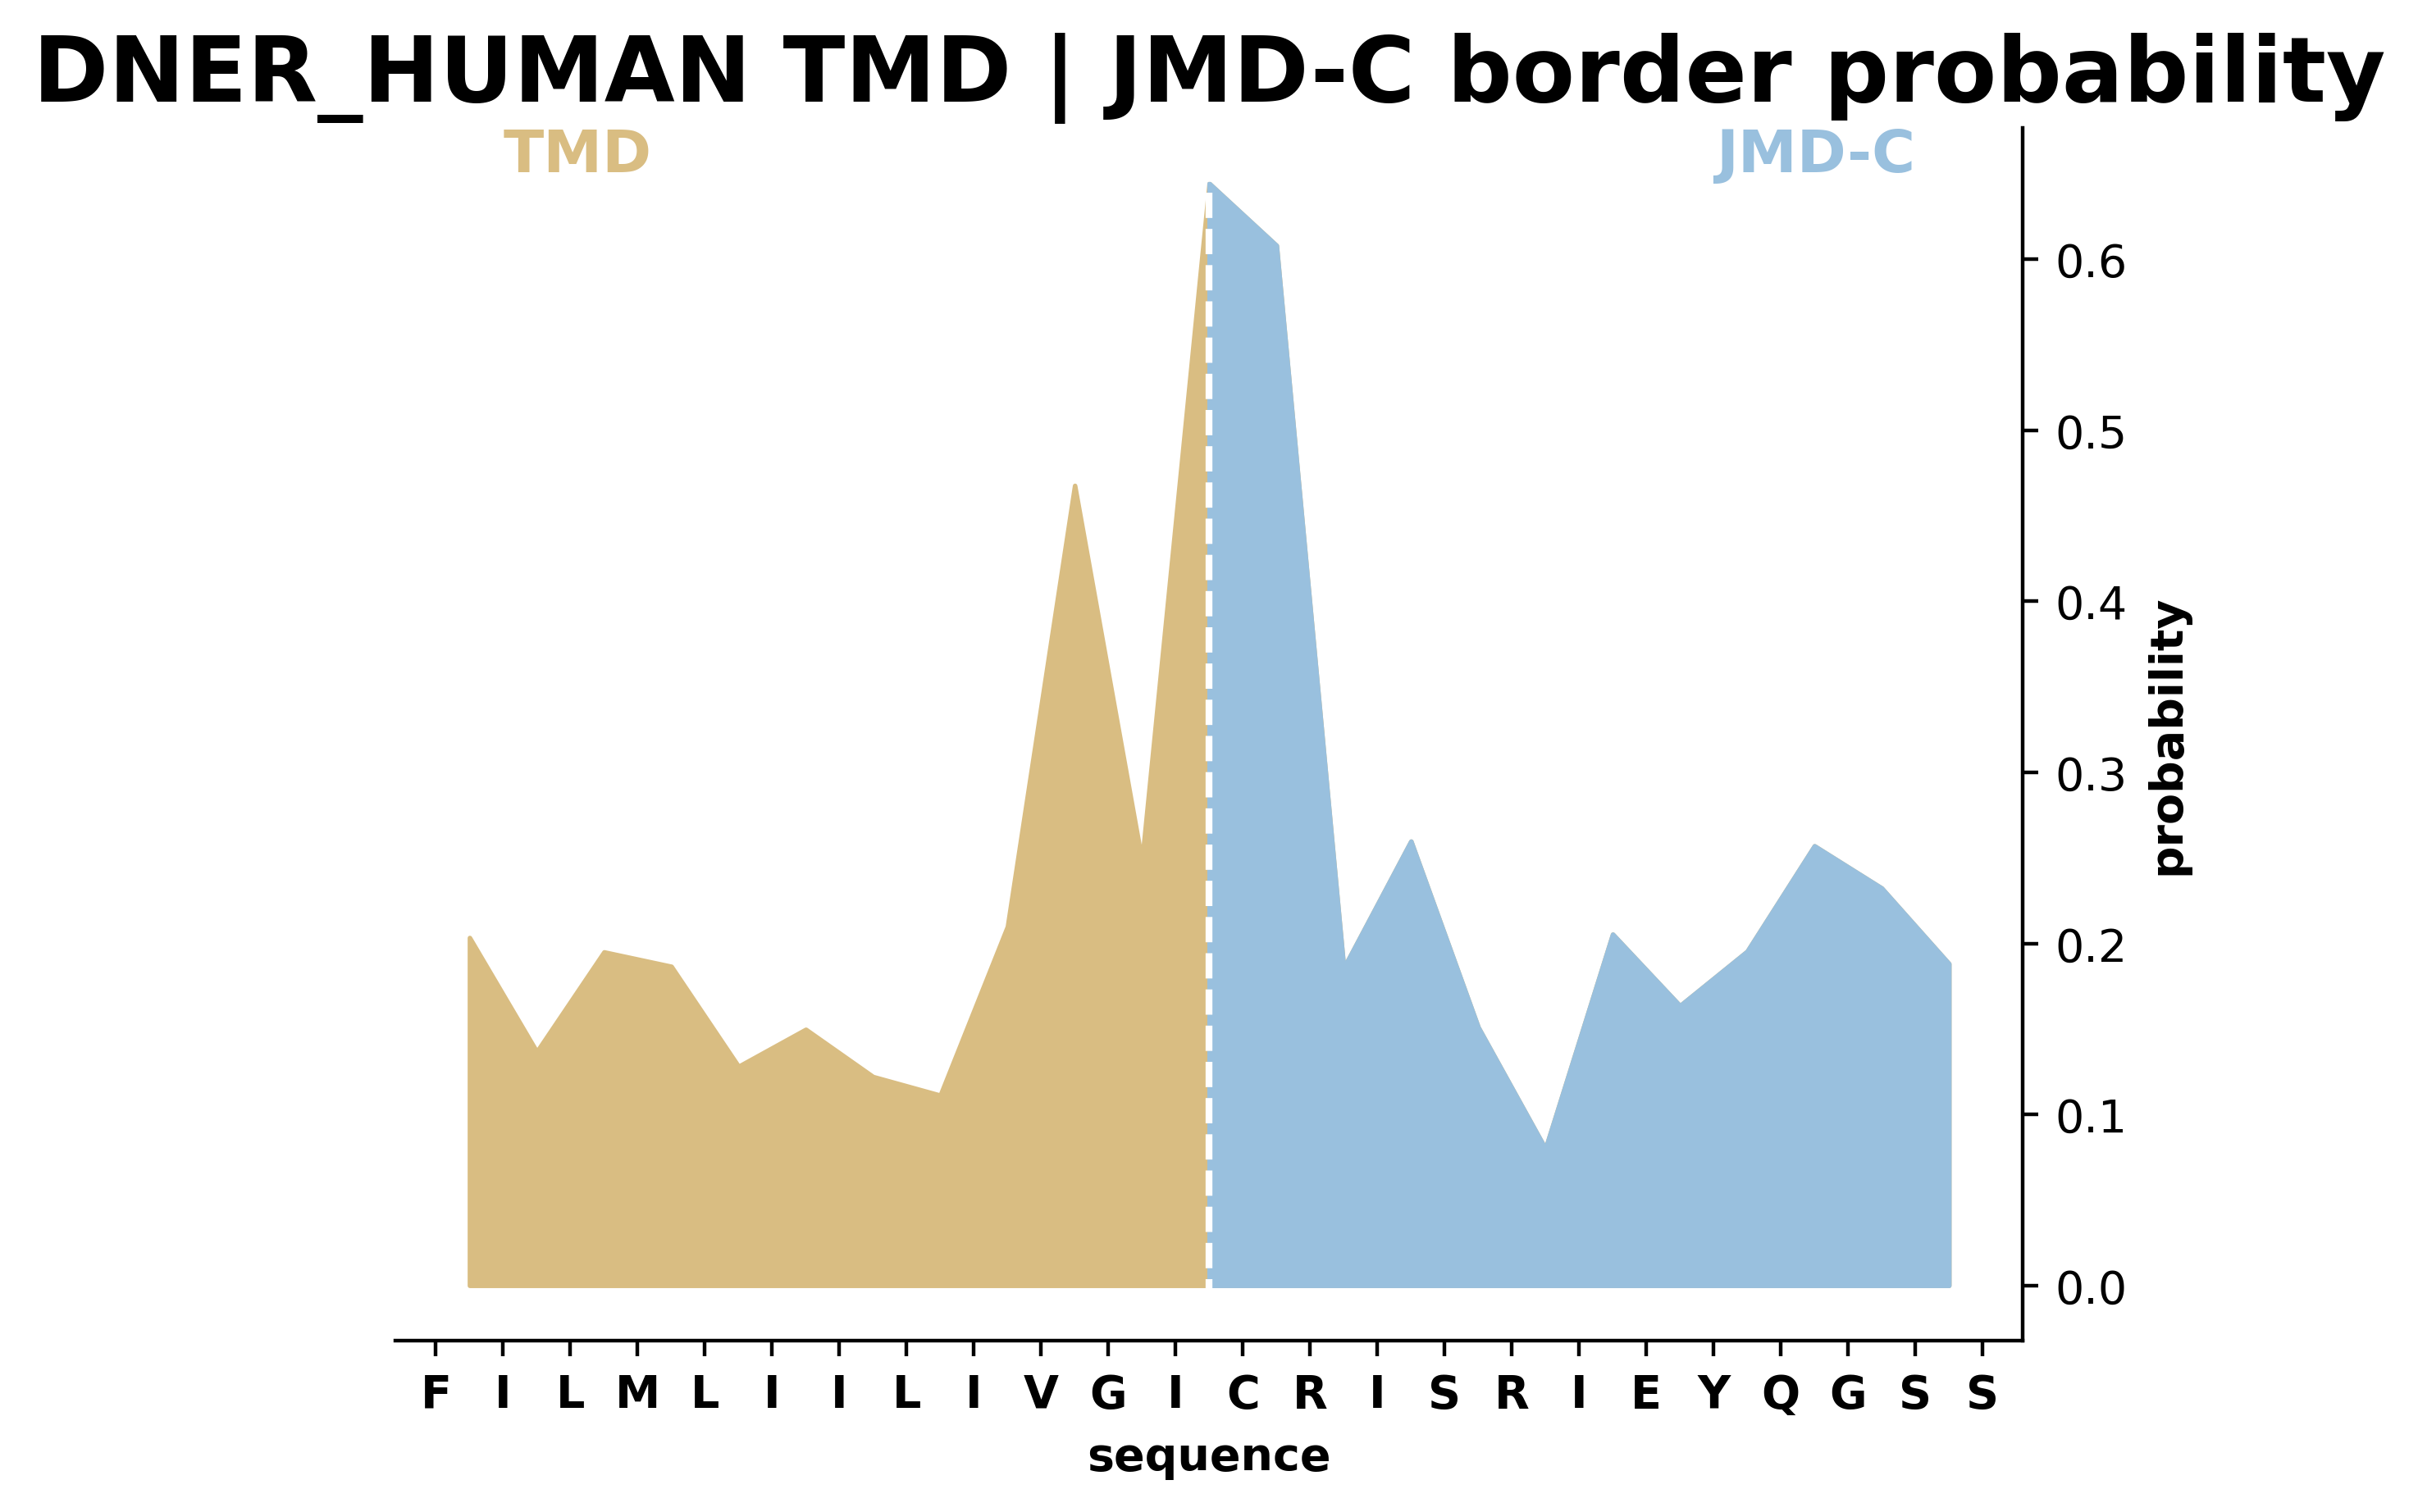 DNER_HUMAN TMD | JMD-C border probability
TMD JMD-C
0.6
0.5
0.4
0.3
0.2
0.1
0.0
probability
F I L M L I I L I V G I C R I S R I E Y Q G S S
sequence